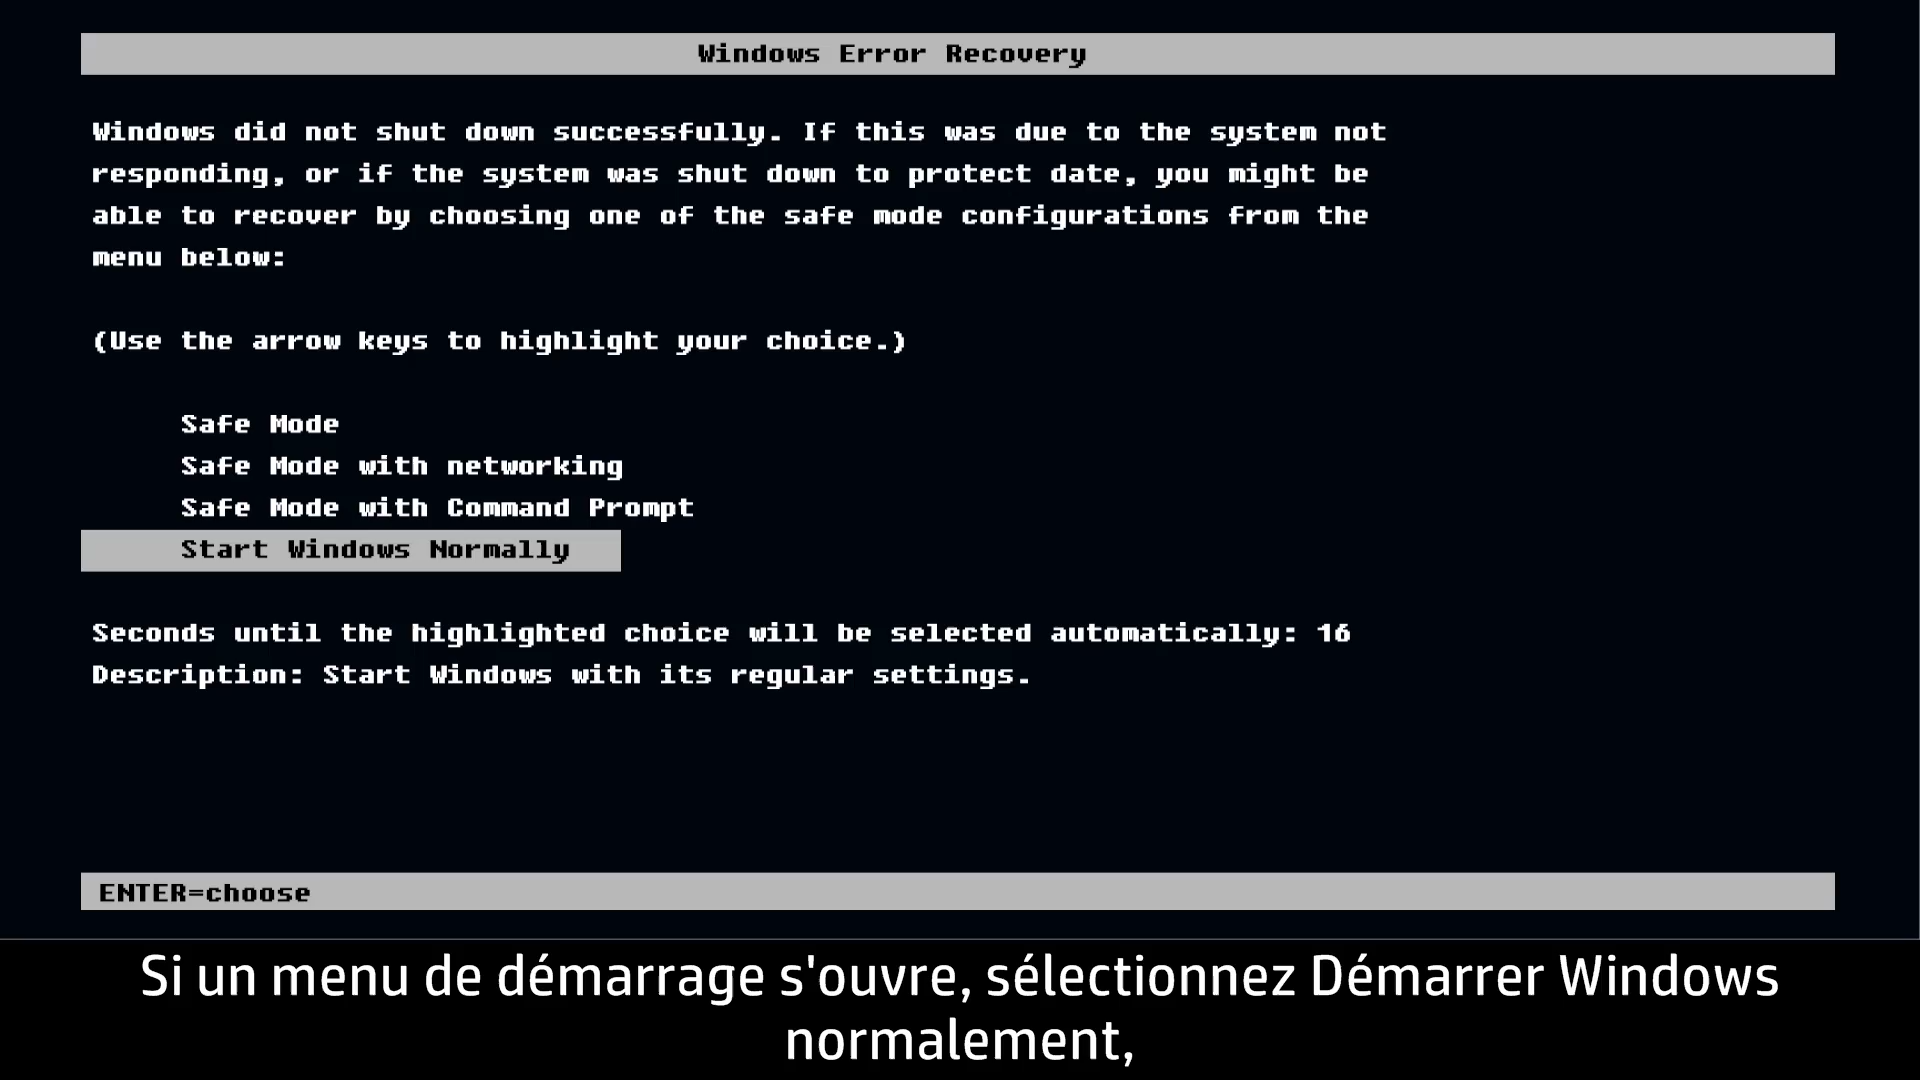 Windows Error Recovery
Windows did not shut down successfully. If this was due to the system not
responding, or if the system was shut down to protect date, you might be
able to recover by choosing one of the safe mode configurations from the
menu below:
(Use the arrow keys to highlight your choice.)
Safe Mode
Safe Mode with networking
Safe Mode with Command Prompt
Start Windows Normally
Seconds until the highlighted choice will be selected automatically: 16
Description: Start Windows with its regular settings.
ENTER=choose
Si un menu de démarrage s'ouvre, sélectionnez Démarrer Windows
normalement,